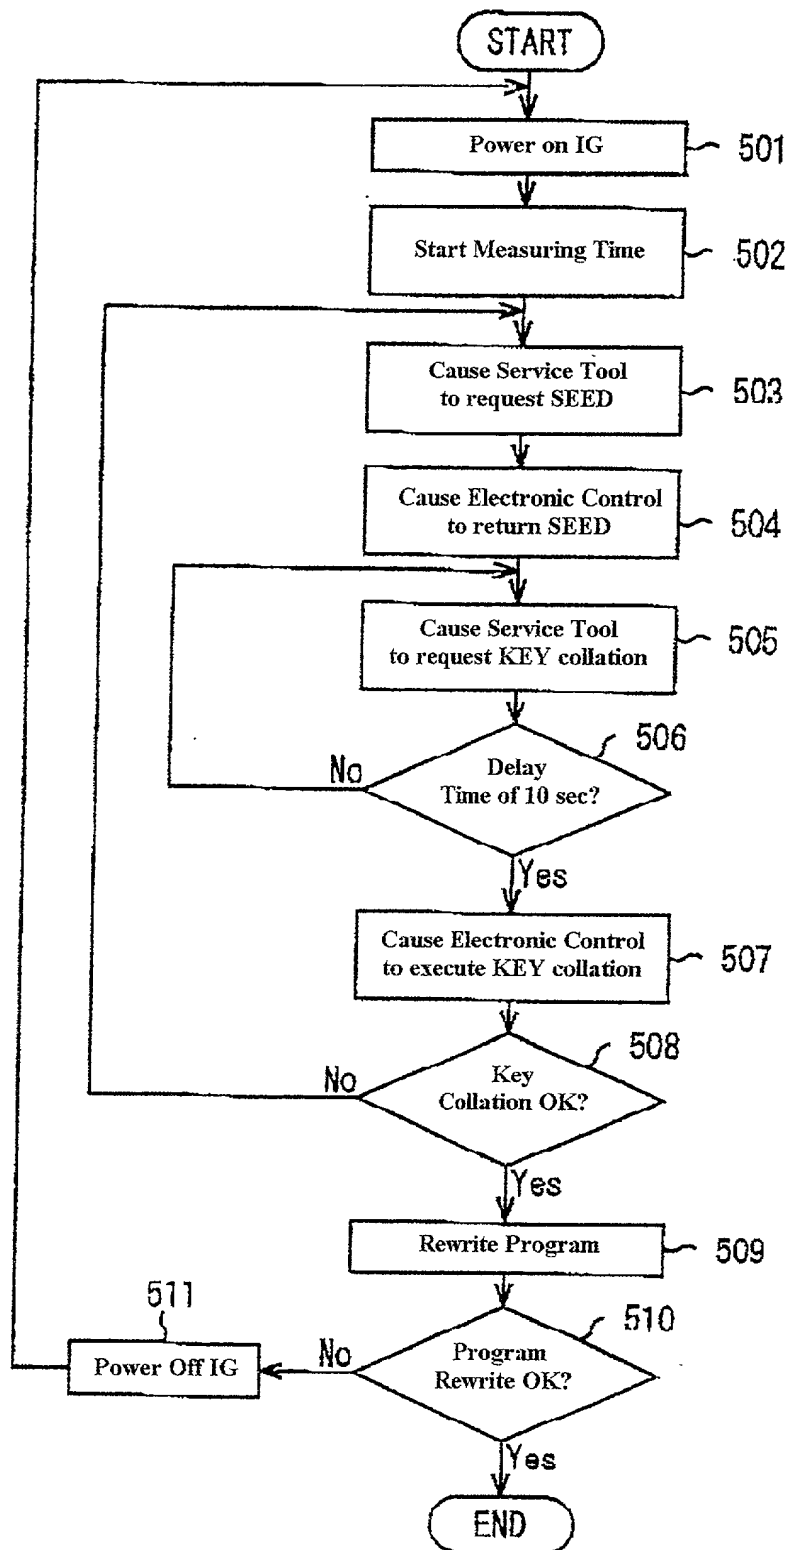 START
Power on IG
501
Start Measuring Time
502
Cause Service Tool
to request SEED
503
Cause Electronic Control
to return SEED
504
Cause Service Tool
to request KEY collation
505
506
Delay
Time of 10 sec?
No
Yes
Cause Electronic Control
to execute KEY collation
507
508
Key
Collation OK?
No
Yes
Rewrite Program
509
510
Program
Rewrite OK?
No
511
Power Off IG
Yes
END